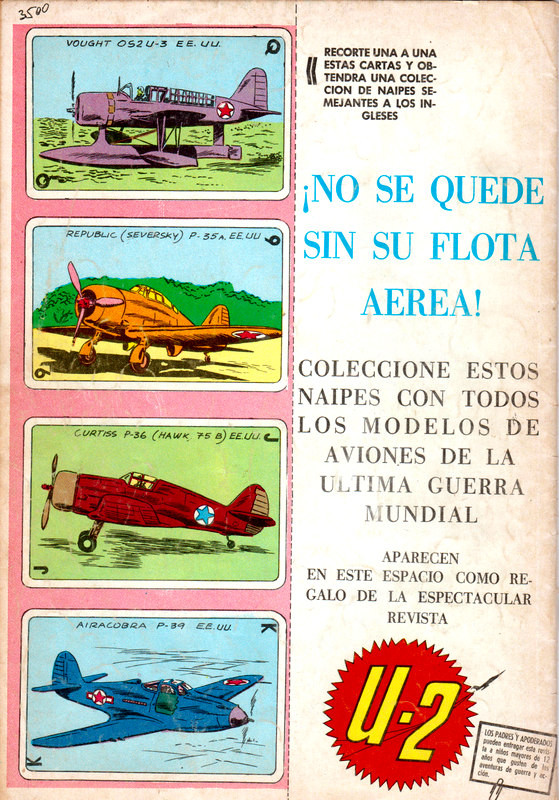 3500
VOUGHT OS2U-3 EE.UU.
Q
Q
REPUBLIC (SEVERSKY) P-35A. EE.UU
9
9
CURTISS P-36 (HAWK 75 B) EE.UU.
J
J
AIRACOBRA P-39 EE.UU.
K
K
RECORTE UNA A UNA
ESTAS CARTAS Y OB-
TENDRA UNA COLEC-
CION DE NAIPES SE-
MEJANTES A LOS IN-
GLESES
¡NO SE QUEDE
SIN SU FLOTA
AEREA!
COLECCIONE ESTOS
NAIPES CON TODOS
LOS MODELOS DE
AVIONES DE LA
ULTIMA GUERRA
MUNDIAL
APARECEN
EN ESTE ESPACIO COMO RE-
GALO DE LA ESPECTACULAR
REVISTA
U-2
LOS PADRES Y APODERADOS
pueden entregar esta revis-
ta a niños mayores de 12
años que gusten de las
aventuras de guerra y ac-
ción.